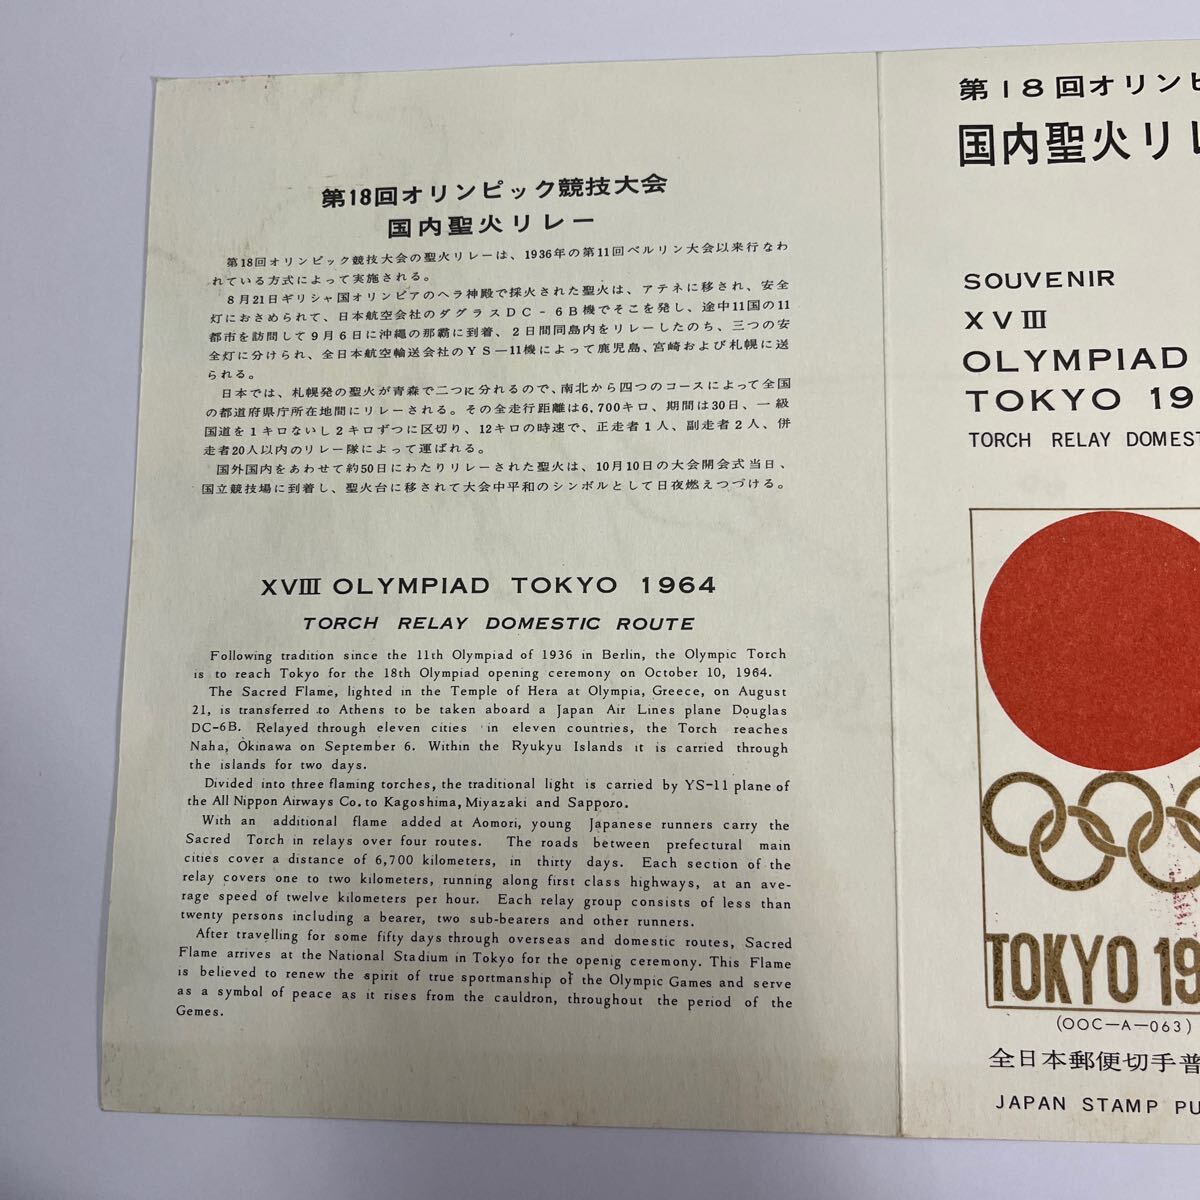 第18回オリンピック競技大会
国内聖火リレー
第18回オリンピック競技大会の聖火リレーは、1936年の第11回ベルリン大会以来行なわ
れている方式によって実施される。
8月21日ギリシャ国オリンピアのヘラ神殿で採火された聖火は、アテネに移され、安全
灯におさめられて、日本航空会社のダグラスDC-6B機でそこを発し、途中11国の11
都市を訪問して9月6日に沖縄の那覇に到着、2日間同島内をリレーしたのち、三つの安
全灯に分けられ、全日本航空輸送会社のYS—11機によって鹿児島、宮崎および札幌に送
られる。
日本では、札幌発の聖火が青森で二つに分れるので、南北から四つのコースによって全国
の都道府県庁所在地間にリレーされる。その全走行距離は6,700キロ、期間は30日、一級
国道を1キロないし2キロずつに区切り、12キロの時速で、正走者1人、副走者2人、併
走者20人以内のリレー隊によって運ばれる。
国外国内をあわせて約50日にわたりリレーされた聖火は、10月10日の大会開会式当日、
国立競技場に到着し、聖火台に移されて大会中平和のシンボルとして日夜燃えつづける。
XVIII OLYMPIAD TOKYO 1964
TORCH RELAY DOMESTIC ROUTE
Following tradition since the 11th Olympiad of 1936 in Berlin, the Olympic Torch
is to reach Tokyo for the 18th Olympiad opening ceremony on October 10, 1964.
The Sacred Flame, lighted in the Temple of Hera at Olympia, Greece, on August
21, is transferred to Athens to be taken aboard a Japan Air Lines plane Douglas
DC-6B. Relayed through eleven cities in eleven countries, the Torch reaches
Naha, Okinawa on September 6. Within the Ryukyu Islands it is carried through
the islands for two days.
Divided into three flaming torches, the traditional light is carried by YS-11 plane of
the All Nippon Airways Co. to Kagoshima, Miyazaki and Sapporo.
With an additional flame added at Aomori, young Japanese runners carry the
Sacred Torch in relays over four routes. The roads between prefectural main
cities cover a distance of 6,700 kilometers, in thirty days. Each section of the
relay covers one to two kilometers, running along first class highways, at an ave-
rage speed of twelve kilometers per hour. Each relay group consists of less than
twenty persons including a bearer, two sub-bearers and other runners.
After travelling for some fifty days through overseas and domestic routes, Sacred
Flame arrives at the National Stadium in Tokyo for the openig ceremony. This Flame
is believed to renew the spirit of true sportmanship of the Olympic Games and serve
as a symbol of peace as it rises from the cauldron, throughout the period of the
Gemes.
第18回オリンピ
国内聖火リレ
SOUVENIR
XVIII
OLYMPIAD
TOKYO 19
TORCH RELAY DOMEST
TOKYO 19
(OOC—A—063)
全日本郵便切手普
JAPAN STAMP PU